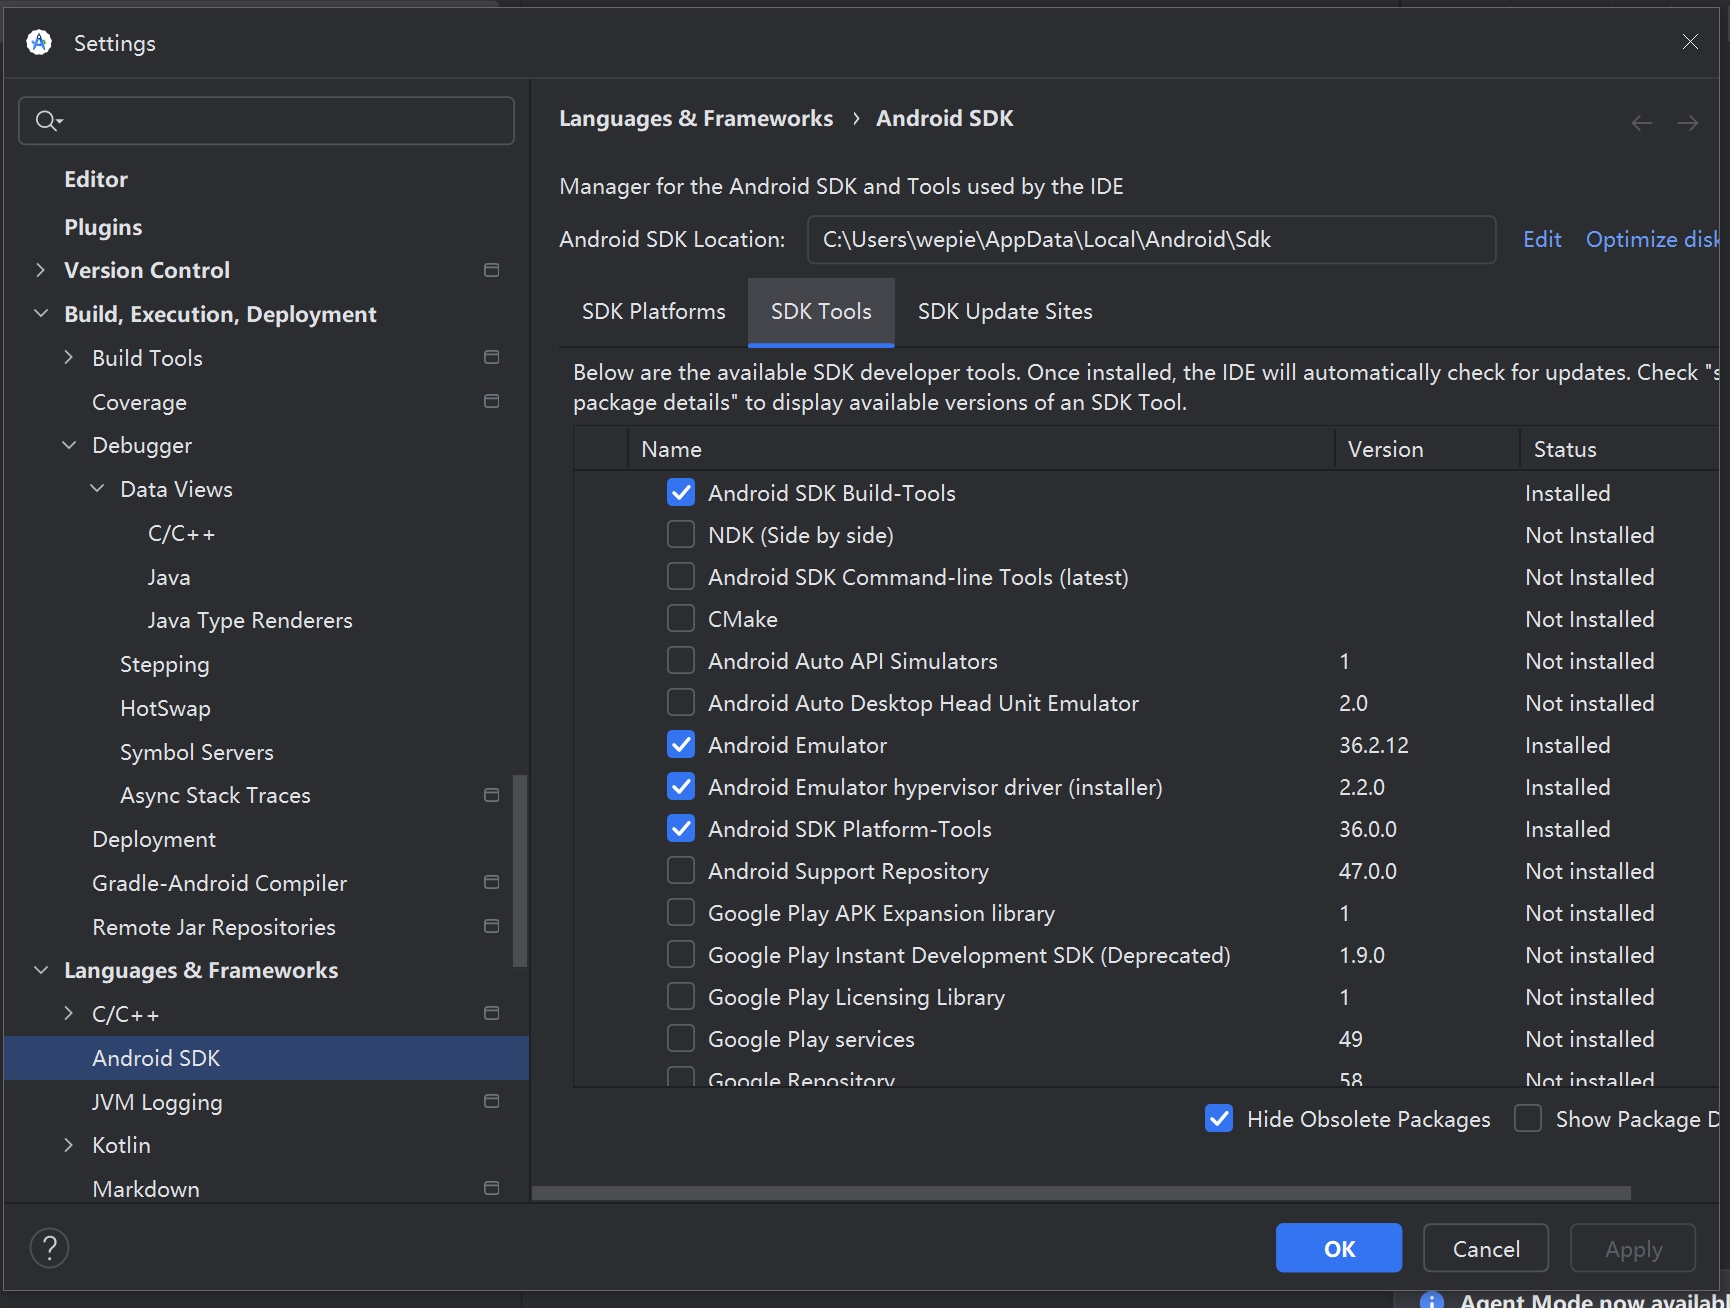 Settings
Editor
Plugins
Version Control
Build, Execution, Deployment
Build Tools
Coverage
Debugger
Data Views
C/C++
Java
Java Type Renderers
Stepping
HotSwap
Symbol Servers
Async Stack Traces
Deployment
Gradle-Android Compiler
Remote Jar Repositories
Languages & Frameworks
C/C++
Android SDK
JVM Logging
Kotlin
Markdown
Languages & Frameworks › Android SDK
Manager for the Android SDK and Tools used by the IDE
Android SDK Location: C:\Users\wepie\AppData\Local\Android\Sdk Edit Optimize disk
SDK Platforms SDK Tools SDK Update Sites
Below are the available SDK developer tools. Once installed, the IDE will automatically check for updates. Check "s
package details" to display available versions of an SDK Tool.
Name Version Status
Android SDK Build-Tools Installed
NDK (Side by side) Not Installed
Android SDK Command-line Tools (latest) Not Installed
CMake Not Installed
Android Auto API Simulators 1 Not installed
Android Auto Desktop Head Unit Emulator 2.0 Not installed
Android Emulator 36.2.12 Installed
Android Emulator hypervisor driver (installer) 2.2.0 Installed
Android SDK Platform-Tools 36.0.0 Installed
Android Support Repository 47.0.0 Not installed
Google Play APK Expansion library 1 Not installed
Google Play Instant Development SDK (Deprecated) 1.9.0 Not installed
Google Play Licensing Library 1 Not installed
Google Play services 49 Not installed
Google Repository 58 Not installed
Hide Obsolete Packages Show Package D
? OK Cancel Apply
Agent Mode now availabl